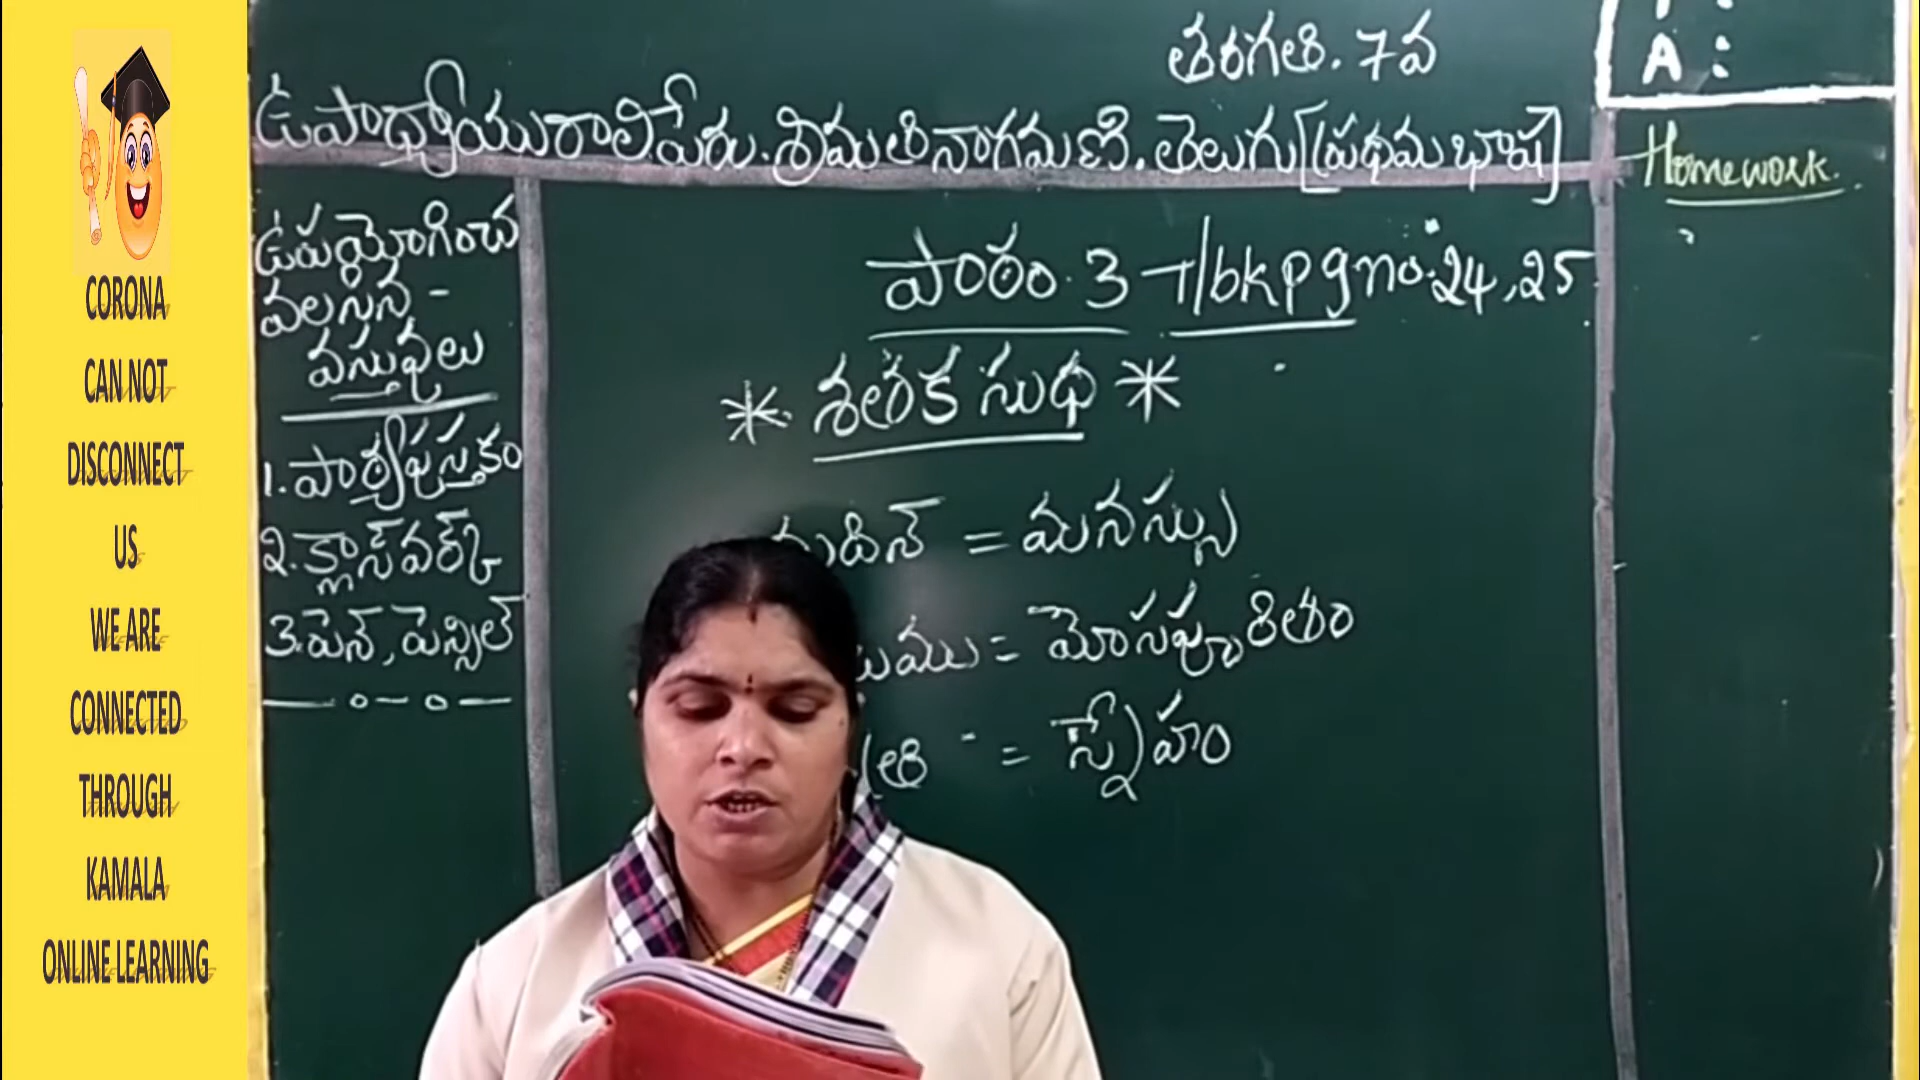 CORONA
CAN NOT
DISCONNECT
US
WE ARE
CONNECTED
THROUGH
KAMALA
ONLINE LEARNING
తరగతి. 7వ
ఉపాధ్యాయురాలి పేరు. శ్రీమతి నాగమణి. తెలుగు [ప్రథమ భాష]
ఉపయోగించ
వలసిన -
వస్తువులు
1. పాఠ్యపుస్తకం
2. క్లాస్ వర్క్
3. పెన్, పెన్సిల్
పాఠం. 3 T/bk pg no. 24, 25
* శతక సుధ *
మదిన్ = మనస్సు
ము = మోసపూరితం
తి = స్నేహం
A :
Homework.